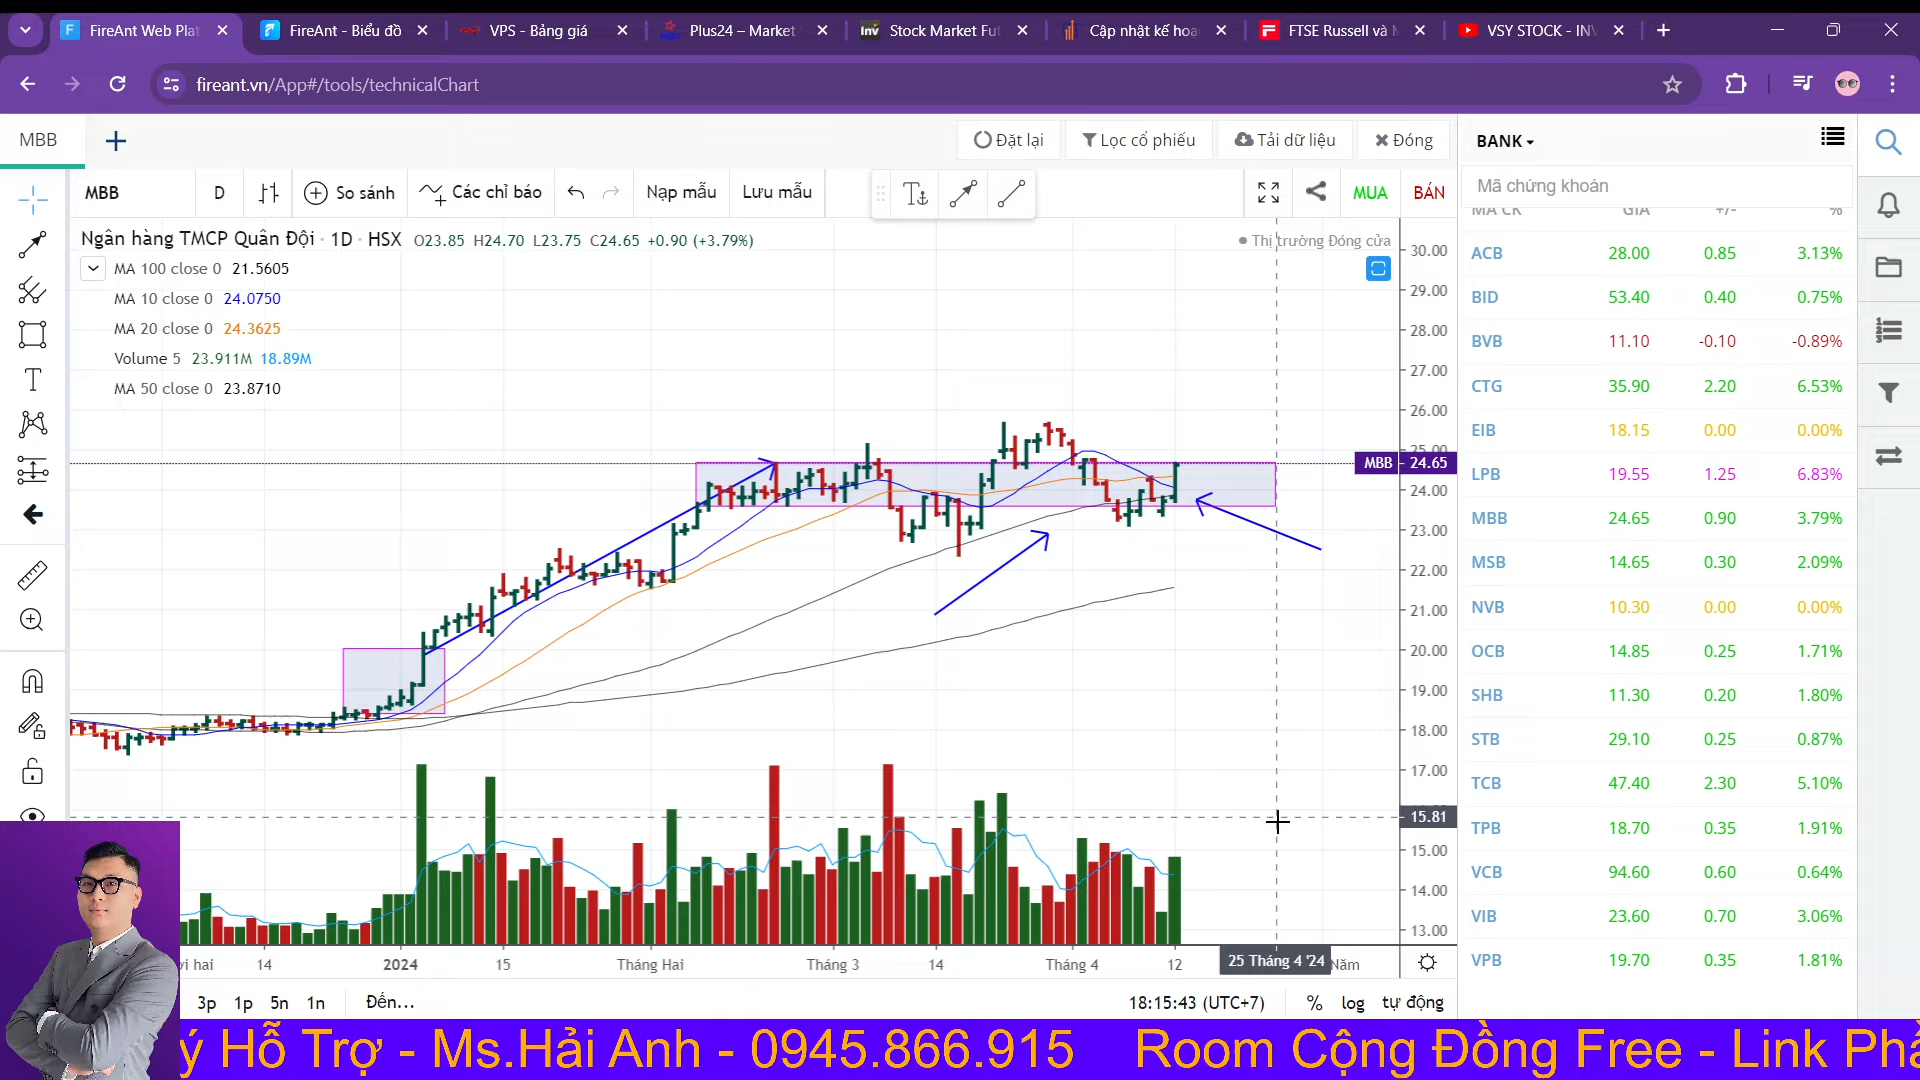 FireAnt Web Plat
FireAnt - Biểu đồ
VPS - Bảng giá
Plus24 – Market
Inv Stock Market Fut
Cập nhật kế hoạ
FTSE Russell và
VSY STOCK - INV
fireant.vn/App#/tools/technicalChart
MBB
Đặt lại
Lọc cổ phiếu
Tải dữ liệu
Đóng
BANK
MBB D So sánh Các chỉ báo Nạp mẫu Lưu mẫu MUA BÁN
Mã chứng khoán
Ngân hàng TMCP Quân Đội · 1D · HSX O23.85 H24.70 L23.75 C24.65 +0.90 (+3.79%)
Thị trường Đóng cửa
MA 100 close 0 21.5605
MA 10 close 0 24.0750
MA 20 close 0 24.3625
Volume 5 23.911M 18.89M
MA 50 close 0 23.8710
30.00
29.00
28.00
27.00
26.00
25.00
MBB 24.65
24.00
23.00
22.00
21.00
20.00
19.00
18.00
17.00
15.81
15.00
14.00
13.00
MÃ CK GIÁ +/- %
ACB 28.00 0.85 3.13%
BID 53.40 0.40 0.75%
BVB 11.10 -0.10 -0.89%
CTG 35.90 2.20 6.53%
EIB 18.15 0.00 0.00%
LPB 19.55 1.25 6.83%
MBB 24.65 0.90 3.79%
MSB 14.65 0.30 2.09%
NVB 10.30 0.00 0.00%
OCB 14.85 0.25 1.71%
SHB 11.30 0.20 1.80%
STB 29.10 0.25 0.87%
TCB 47.40 2.30 5.10%
TPB 18.70 0.35 1.91%
VCB 94.60 0.60 0.64%
VIB 23.60 0.70 3.06%
VPB 19.70 0.35 1.81%
hai 14 2024 15 Tháng Hai Tháng 3 14 Tháng 4 12 25 Tháng 4 '24 Năm
3p 1p 5n 1n Đến... 18:15:43 (UTC+7) % log tự động
ý Hỗ Trợ - Ms.Hải Anh - 0945.866.915 Room Cộng Đồng Free - Link Phầ